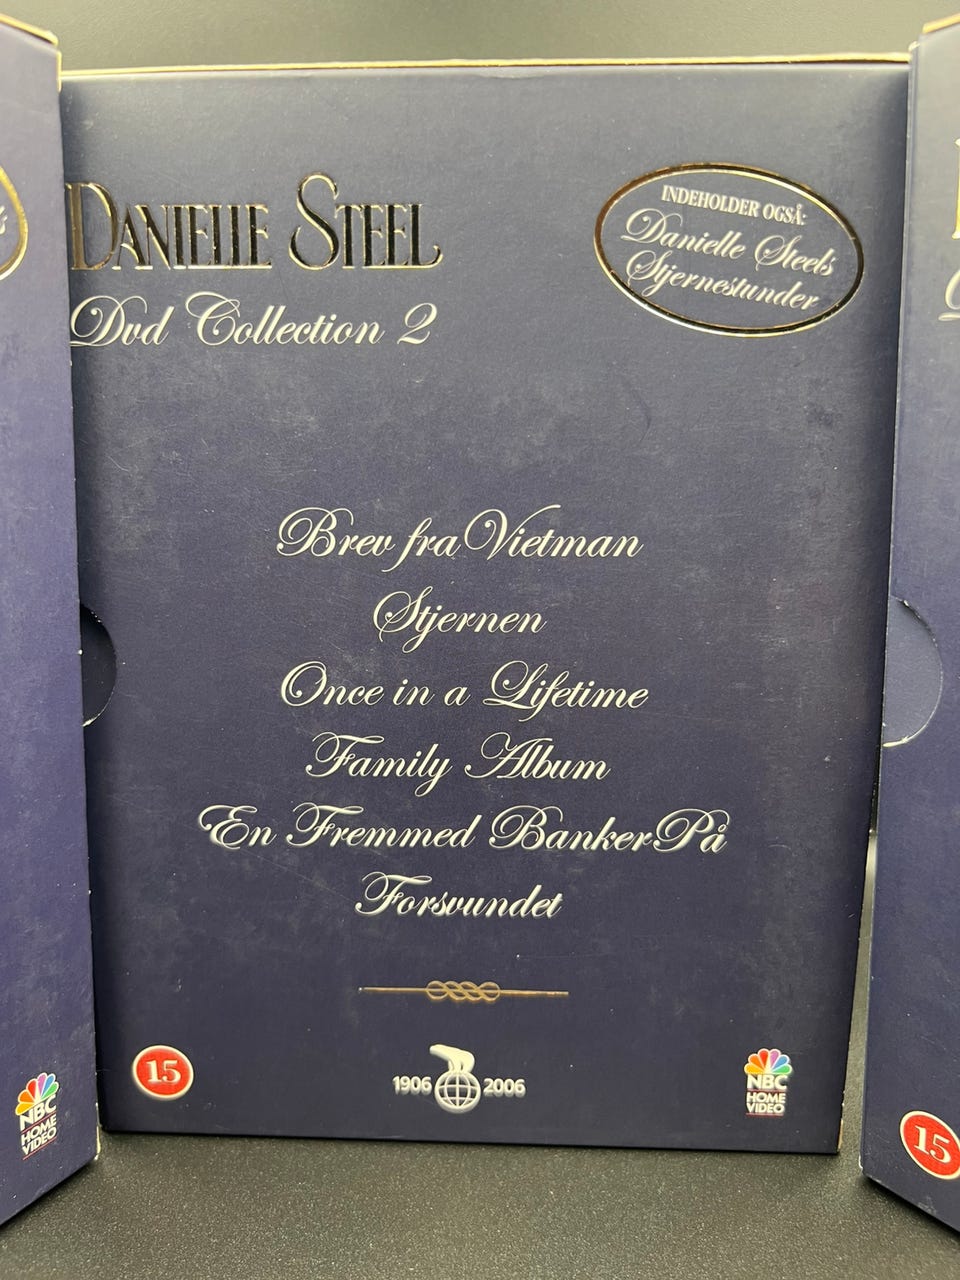 DANIELLE STEEL
Dvd Collection 2
INDEHOLDER OGSÅ:
Danielle Steels
Stjernestunder
Brev fra Vietman
Stjernen
Once in a Lifetime
Family Album
En Fremmed Banker På
Forsvundet
15
1906 2006
NBC
HOME
VIDEO
NBC
HOME
VIDEO
15